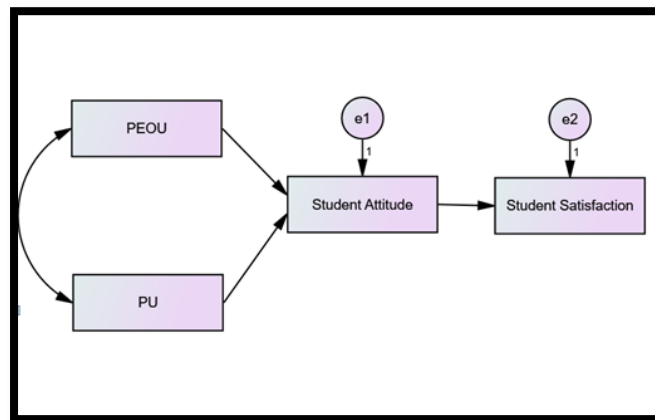 PEOU
e1
1
e2
1
Student Attitude
Student Satisfaction
PU